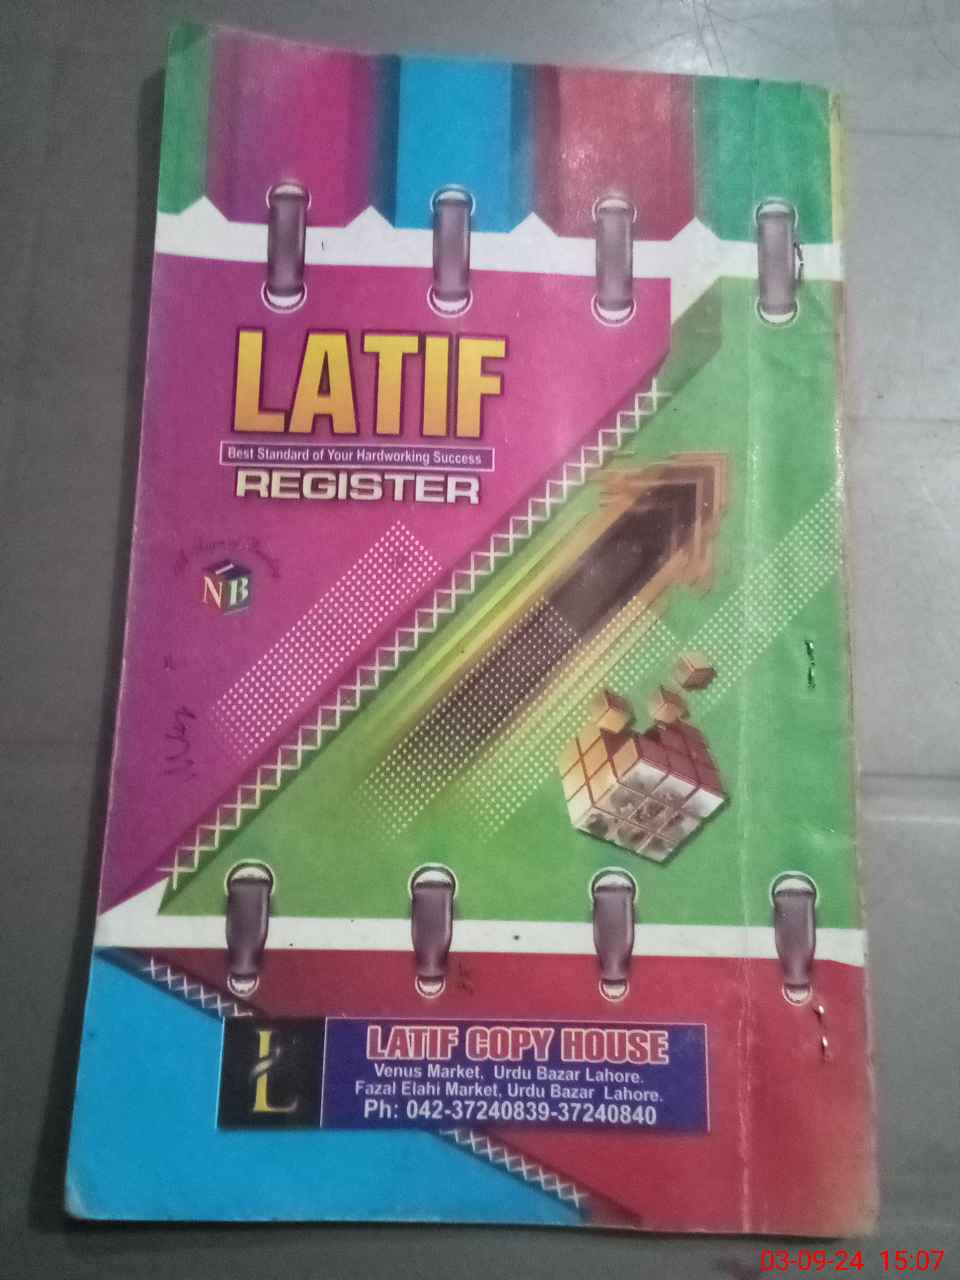 LATIF
Best Standard of Your Hardworking Success
REGISTER
NB
L
LATIF COPY HOUSE
Venus Market, Urdu Bazar Lahore.
Fazal Elahi Market, Urdu Bazar Lahore.
Ph: 042-37240839-37240840
03-09-24 15:07